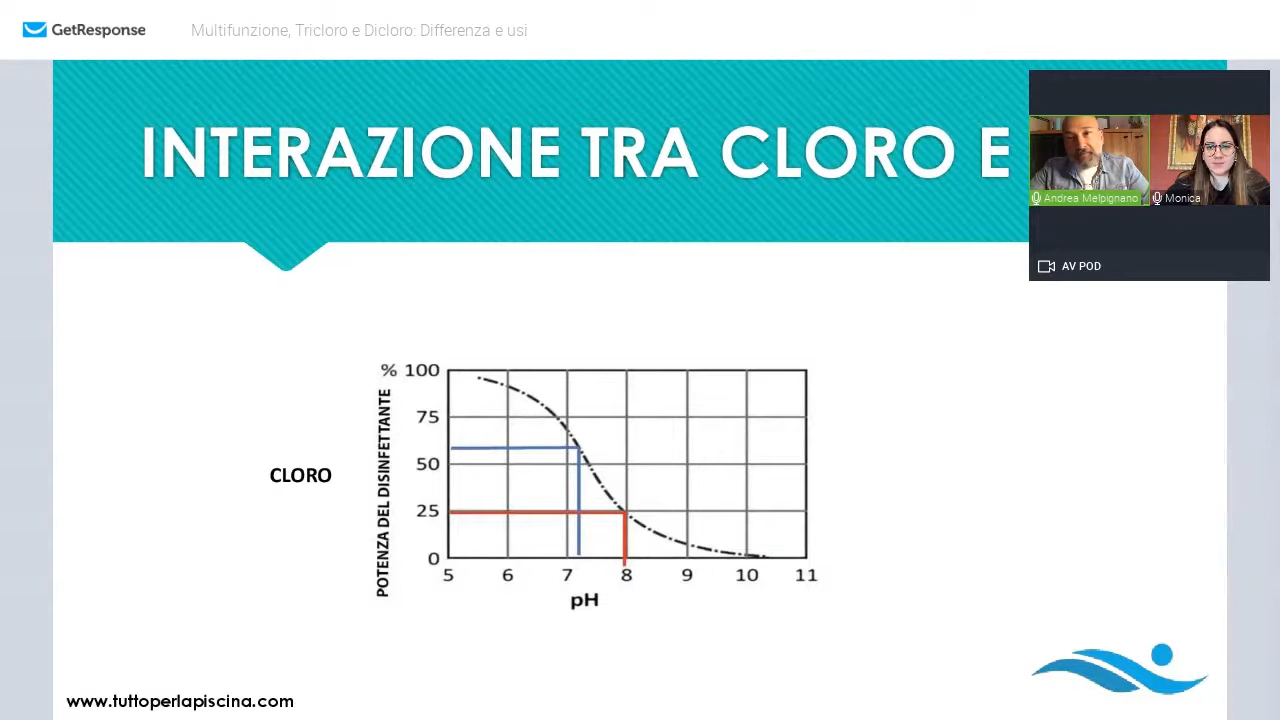 GetResponse
Multifunzione, Tricloro e Dicloro: Differenza e usi
INTERAZIONE TRA CLORO E
Andrea Melpignano
Monica
AV POD
CLORO
POTENZA DEL DISINFETTANTE
% 100
75
50
25
0
5 6 7 8 9 10 11
pH
www.tuttoperlapiscina.com